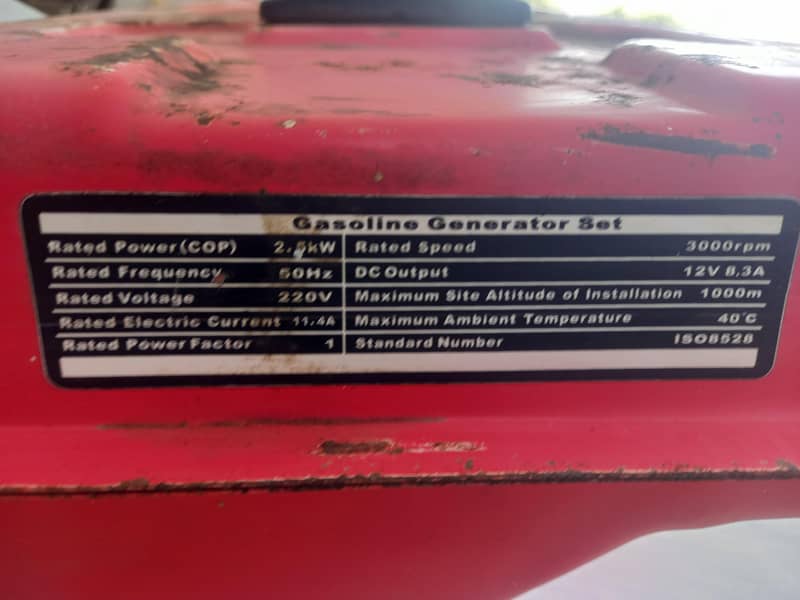 Gasoline Generator Set
Rated Power(COP) 2.5kW Rated Speed 3000rpm
Rated Frequency 50Hz DC Output 12V 8.3A
Rated Voltage 220V Maximum Site Altitude of Installation 1000m
Rated Electric Current 11.4A Maximum Ambient Temperature 40°C
Rated Power Factor 1 Standard Number ISO8528